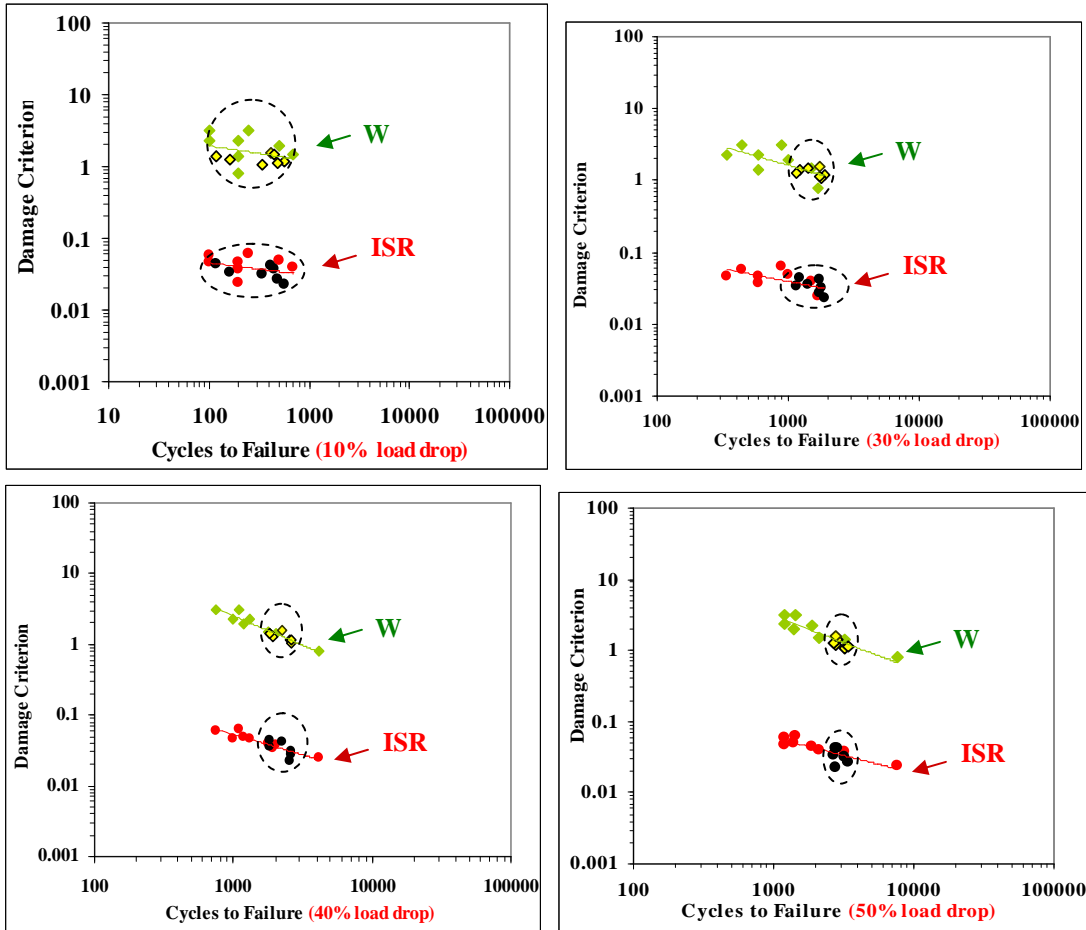 100
10
1
0.1
0.01
0.001
Damage Criterion
W
ISR
10 100 1000 10000 100000
Cycles to Failure (10% load drop)
100
10
1
0.1
0.01
0.001
Damage Criterion
W
ISR
100 1000 10000 100000
Cycles to Failure (30% load drop)
100
10
1
0.1
0.01
0.001
Damage Criterion
W
ISR
100 1000 10000 100000
Cycles to Failure (40% load drop)
100
10
1
0.1
0.01
0.001
Damage Criterion
W
ISR
100 1000 10000 100000
Cycles to Failure (50% load drop)